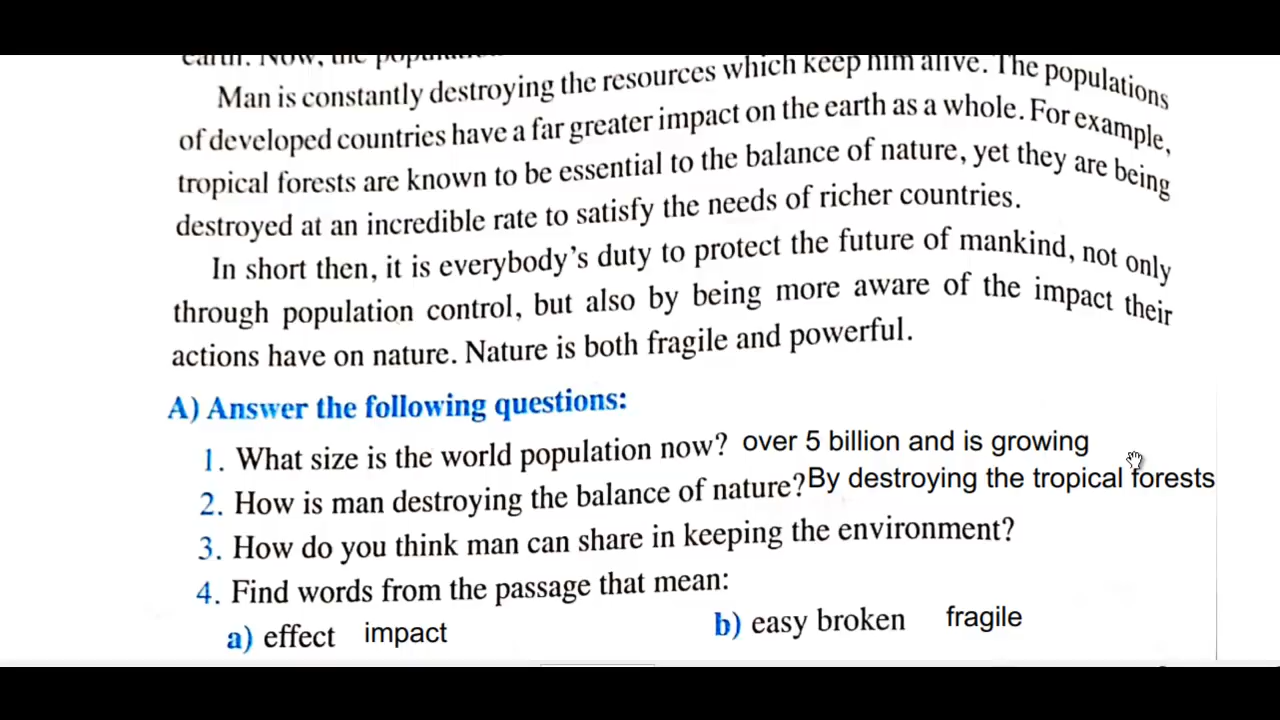 earth. Now, the
Man is constantly destroying the resources which keep him alive. The populations
of developed countries have a far greater impact on the earth as a whole. For example,
tropical forests are known to be essential to the balance of nature, yet they are being
destroyed at an incredible rate to satisfy the needs of richer countries.
In short then, it is everybody's duty to protect the future of mankind, not only
through population control, but also by being more aware of the impact their
actions have on nature. Nature is both fragile and powerful.
A) Answer the following questions:
1. What size is the world population now? over 5 billion and is growing
2. How is man destroying the balance of nature? By destroying the tropical forests
3. How do you think man can share in keeping the environment?
4. Find words from the passage that mean:
a) effect impact b) easy broken fragile